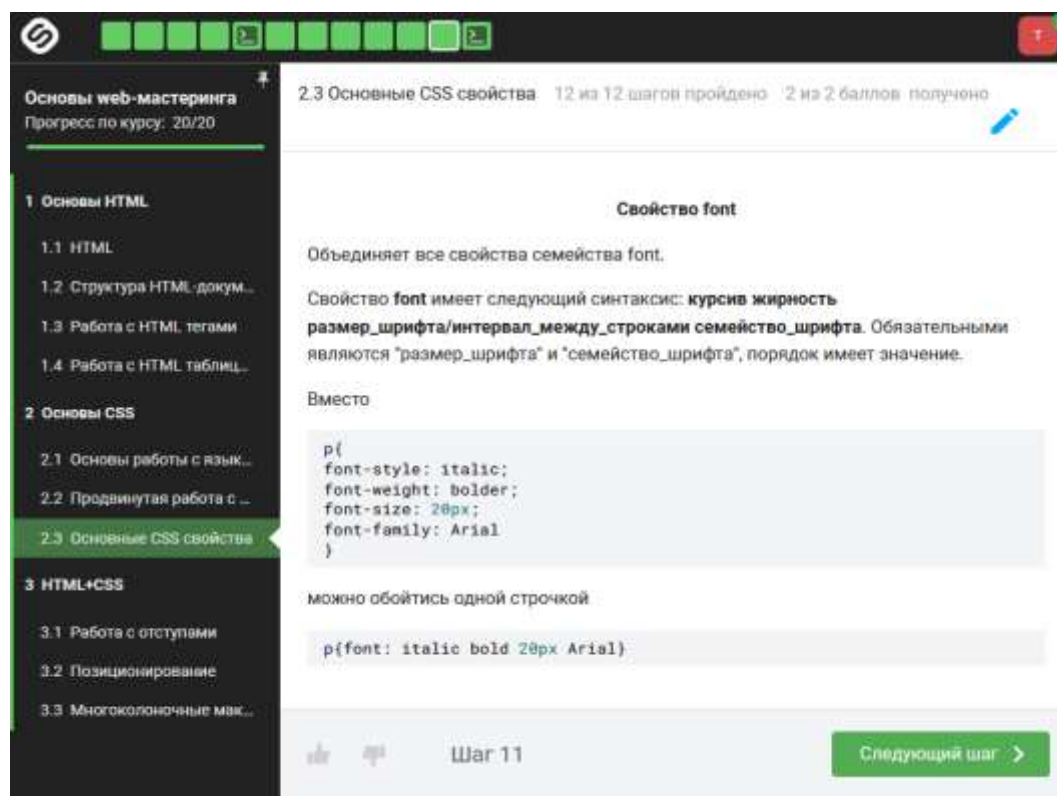 Т
Основы web-мастеринга
Прогресс по курсу: 20/20
1 Основы HTML
1.1 HTML
1.2 Структура HTML-докум...
1.3 Работа с HTML тегами
1.4 Работа с HTML таблиц...
2 Основы CSS
2.1 Основы работы с язык...
2.2 Продвинутая работа с ...
2.3 Основные CSS свойства
3 HTML+CSS
3.1 Работа с отступами
3.2 Позиционирование
3.3 Многоколоночные мак...
2.3 Основные CSS свойства 12 из 12 шагов пройдено 2 из 2 баллов получено
Свойство font
Объединяет все свойства семейства font.
Свойство font имеет следующий синтаксис: курсив жирность
размер_шрифта/интервал_между_строками семейство_шрифта. Обязательными
являются "размер_шрифта" и "семейство_шрифта", порядок имеет значение.
Вместо
p{
font-style: italic;
font-weight: bolder;
font-size: 20px;
font-family: Arial
}
можно обойтись одной строчкой
p{font: italic bold 20px Arial}
Шаг 11
Следующий шаг